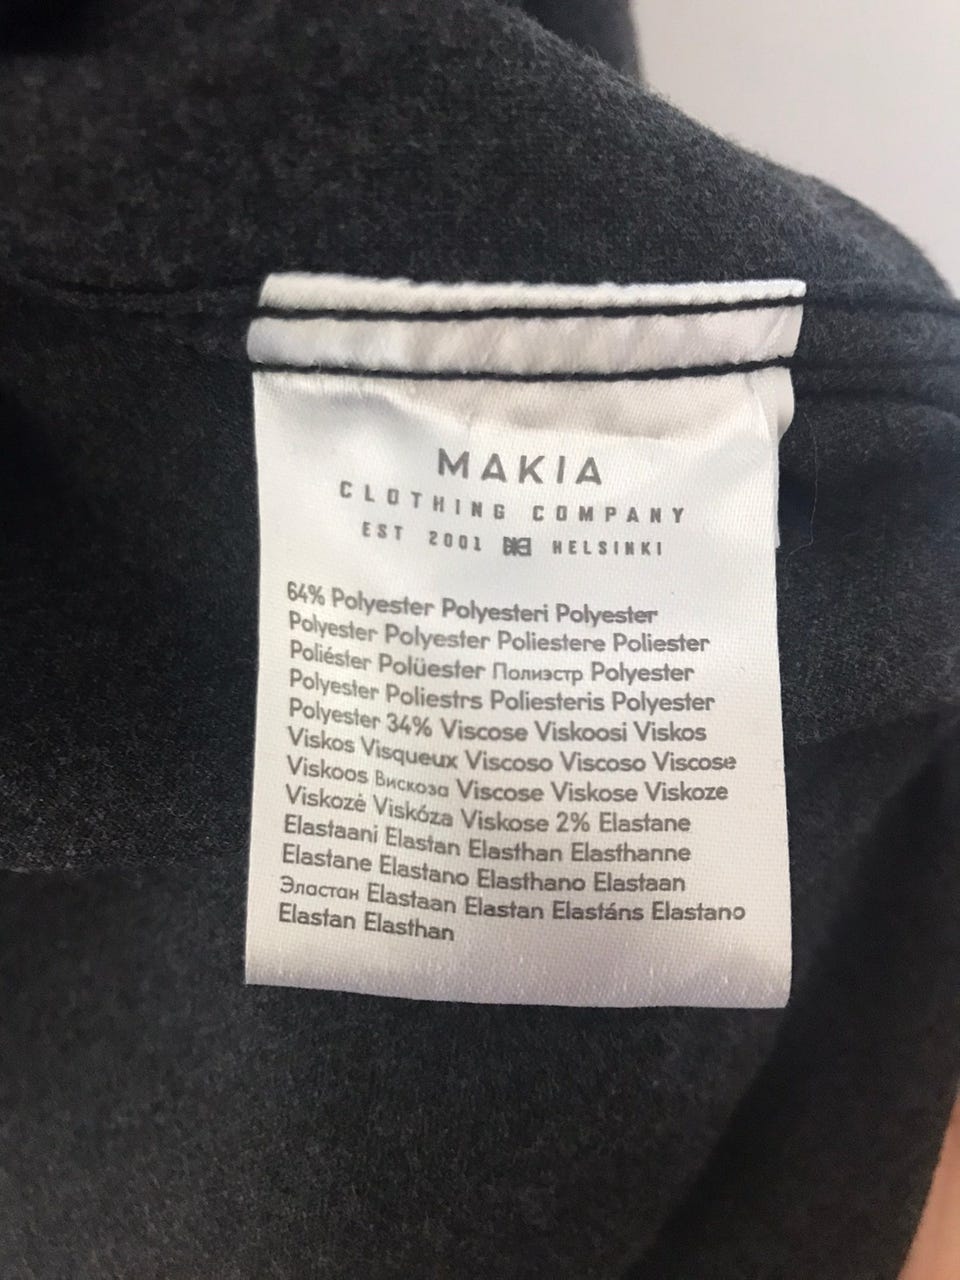 MAKIA
CLOTHING COMPANY
EST 2001 HELSINKI
64% Polyester Polyesteri Polyester
Polyester Polyester Poliestere Poliester
Poliéster Polüester Полиэстр Polyester
Polyester Poliestrs Poliesteris Polyester
Polyester 34% Viscose Viskoosi Viskos
Viskos Visqueux Viscoso Viscoso Viscose
Viskoos Вискоза Viscose Viskose Viskoze
Viskozė Viskóza Viskose 2% Elastane
Elastaani Elastan Elasthan Elasthanne
Elastane Elastano Elasthano Elastaan
Эластан Elastaan Elastan Elastáns Elastano
Elastan Elasthan